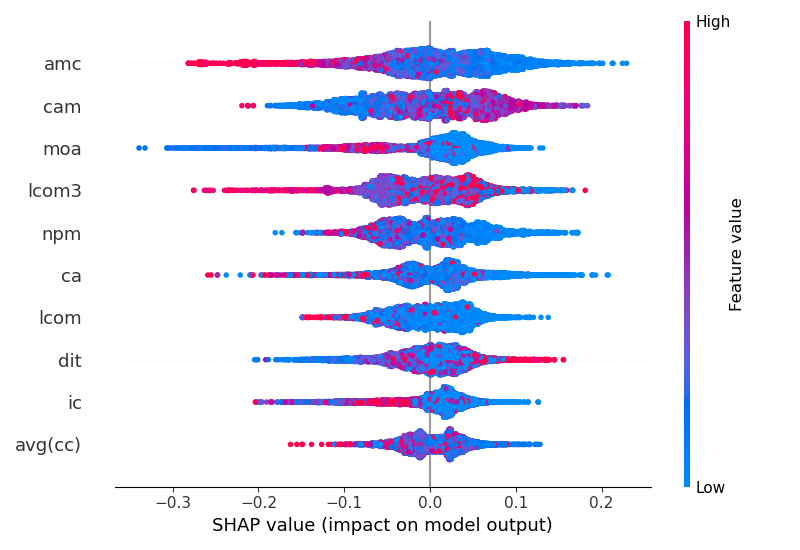 High
amc
cam
moa
lcom3
npm
ca
lcom
dit
ic
avg(cc)
Feature value
Low
−0.3 −0.2 −0.1 0.0 0.1 0.2
SHAP value (impact on model output)